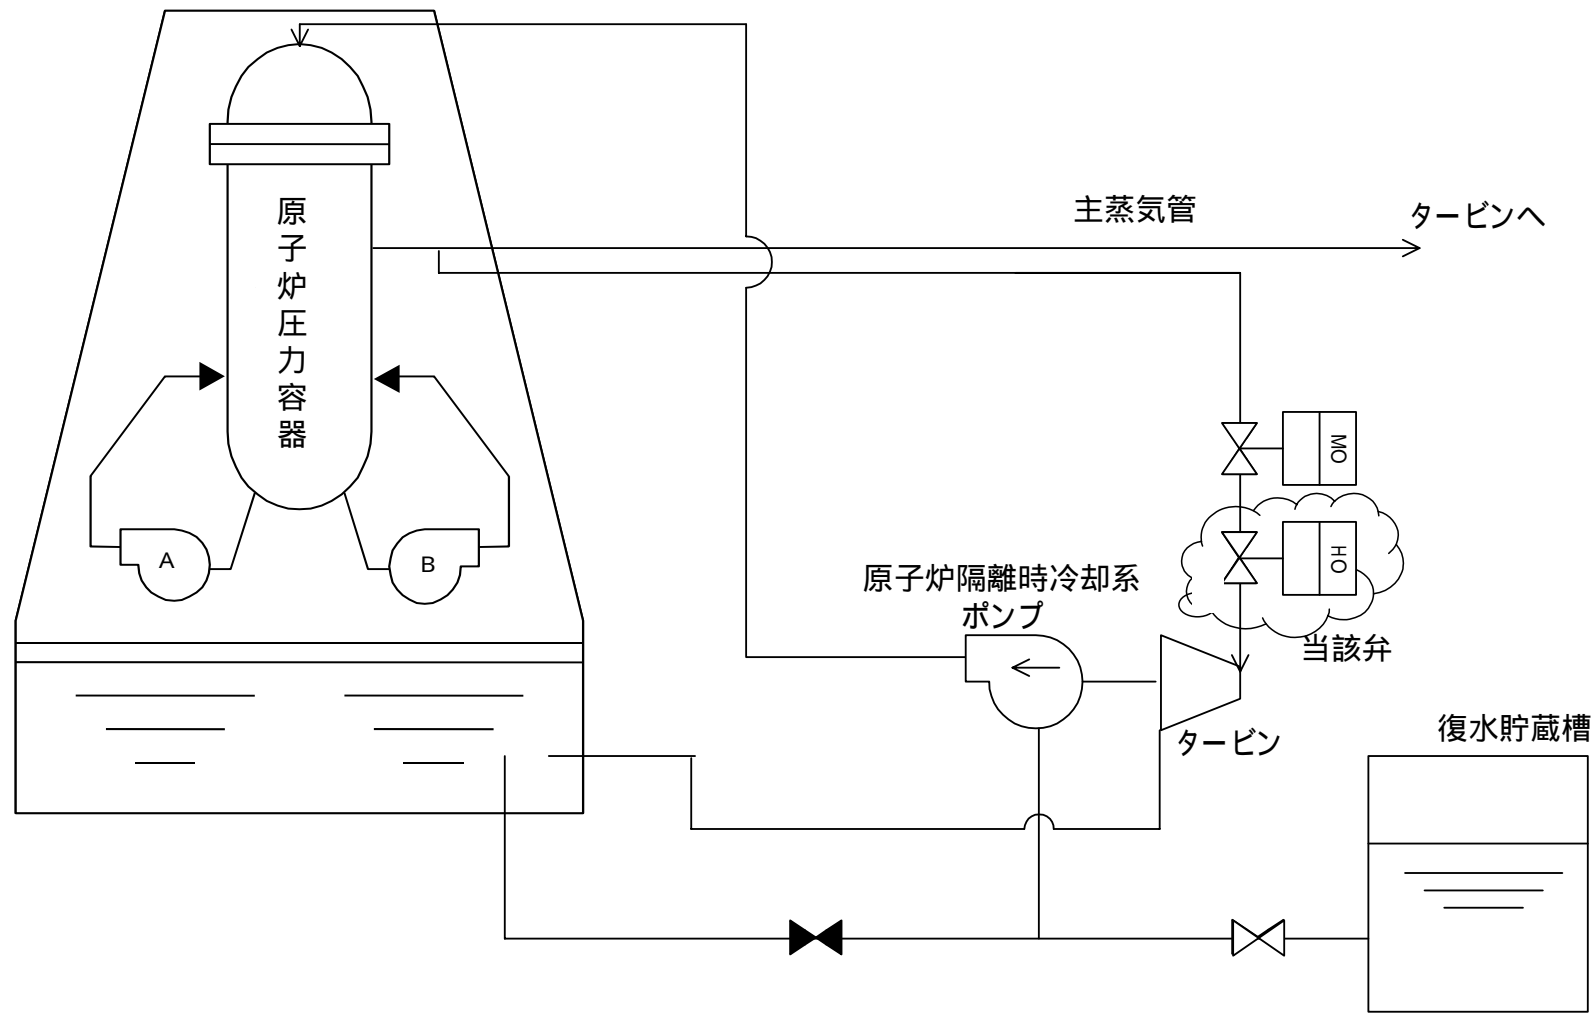 主蒸気管
タービンへ
原子炉圧力容器
MO
HO
A
B
原子炉隔離時冷却系
ポンプ
当該弁
タービン
復水貯蔵槽